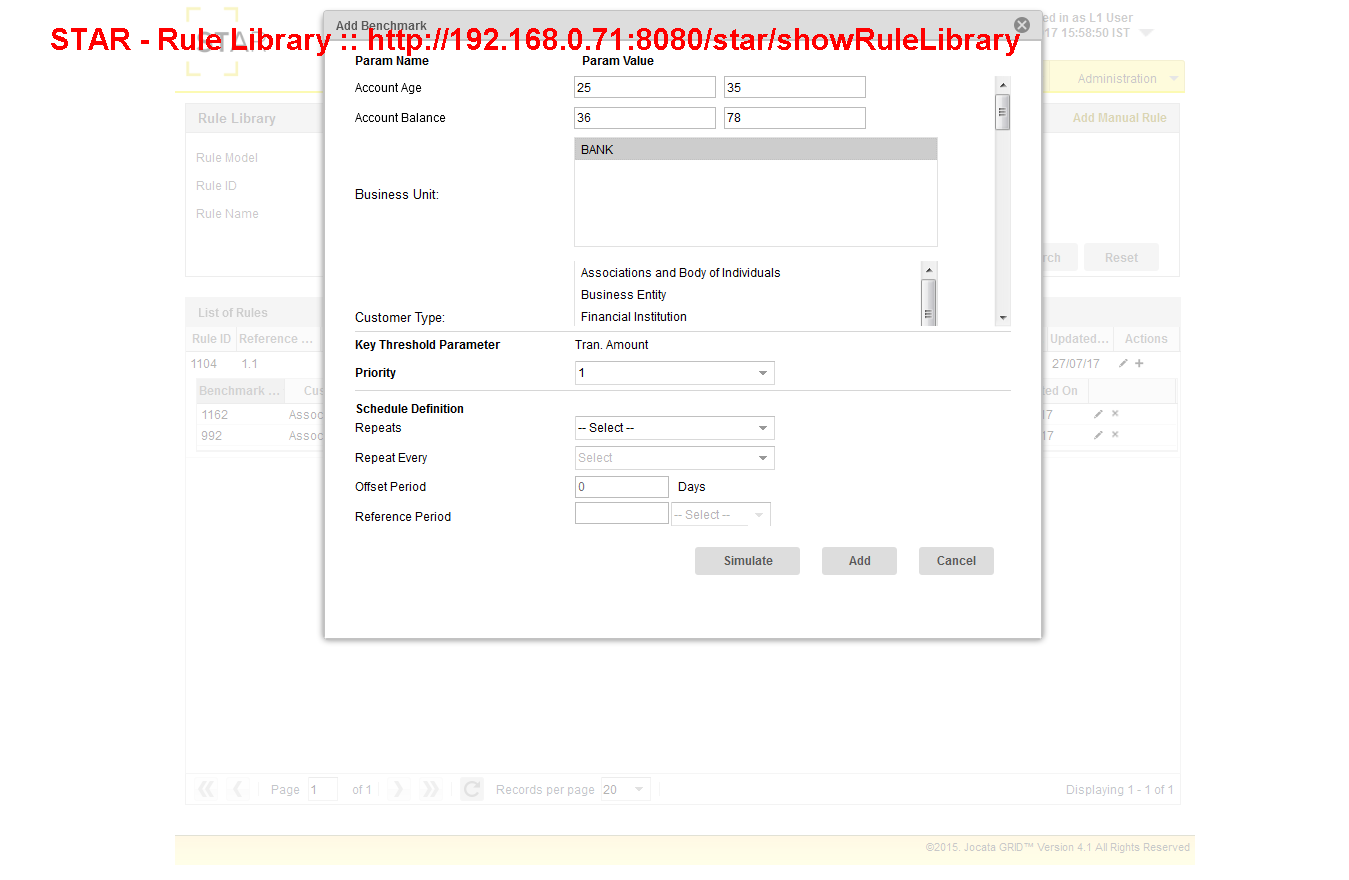 Add Benchmark
ed in as L1 User
STAR - Rule Library :: http://192.168.0.71:8080/star/showRuleLibrary
17 15:58:50 IST
STA
Param Name Param Value
Administration
Account Age 25 35
Rule Library Account Balance 36 78 Add Manual Rule
BANK
Rule Model
Rule ID Business Unit:
Rule Name
rch Reset
Associations and Body of Individuals
Business Entity
List of Rules Customer Type: Financial Institution
Rule ID Reference ... Key Threshold Parameter Tran. Amount Updated... Actions
1104 1.1 Priority 1 27/07/17
Benchmark ... Cus ted On
Schedule Definition
1162 Assoc 17
Repeats -- Select --
992 Assoc 17
Repeat Every Select
Offset Period 0 Days
Reference Period -- Select --
Simulate Add Cancel
Page 1 of 1 Records per page 20 Displaying 1 - 1 of 1
©2015. Jocata GRID™ Version 4.1 All Rights Reserved